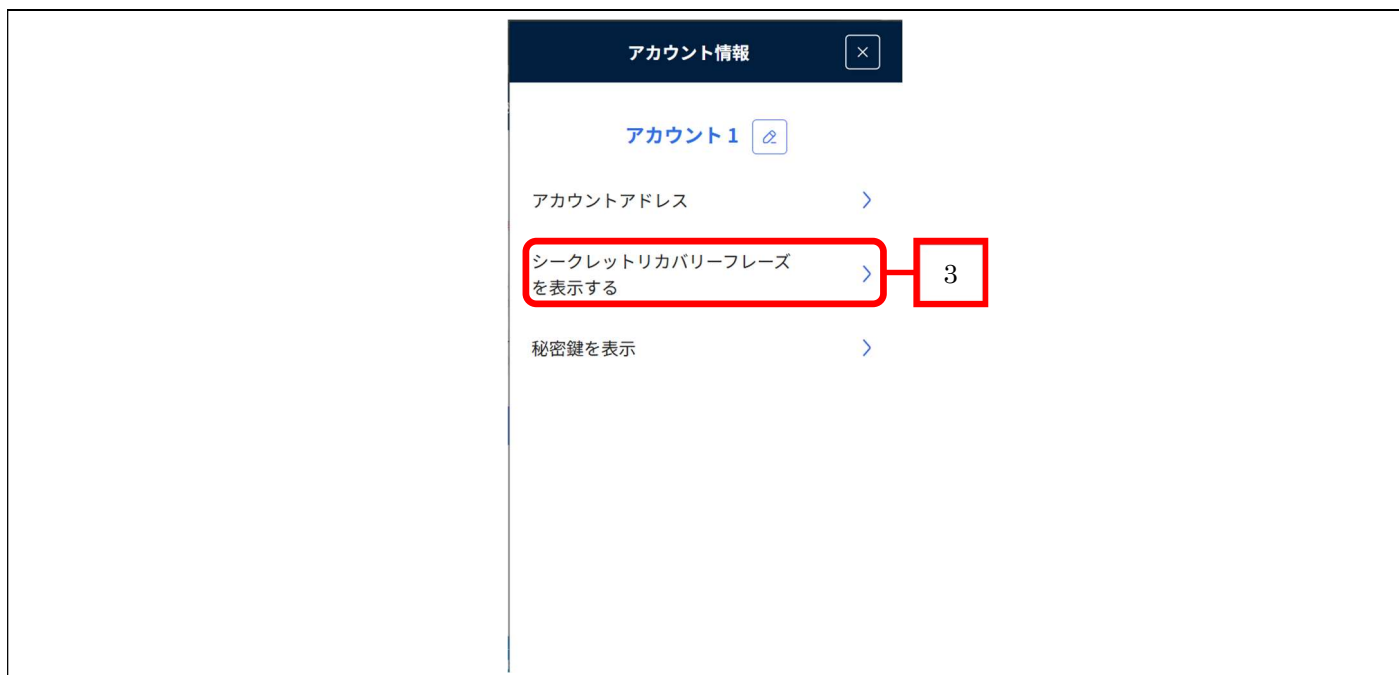 アカウント情報
アカウント 1
アカウントアドレス
シークレットリカバリーフレーズ
を表示する
3
秘密鍵を表示